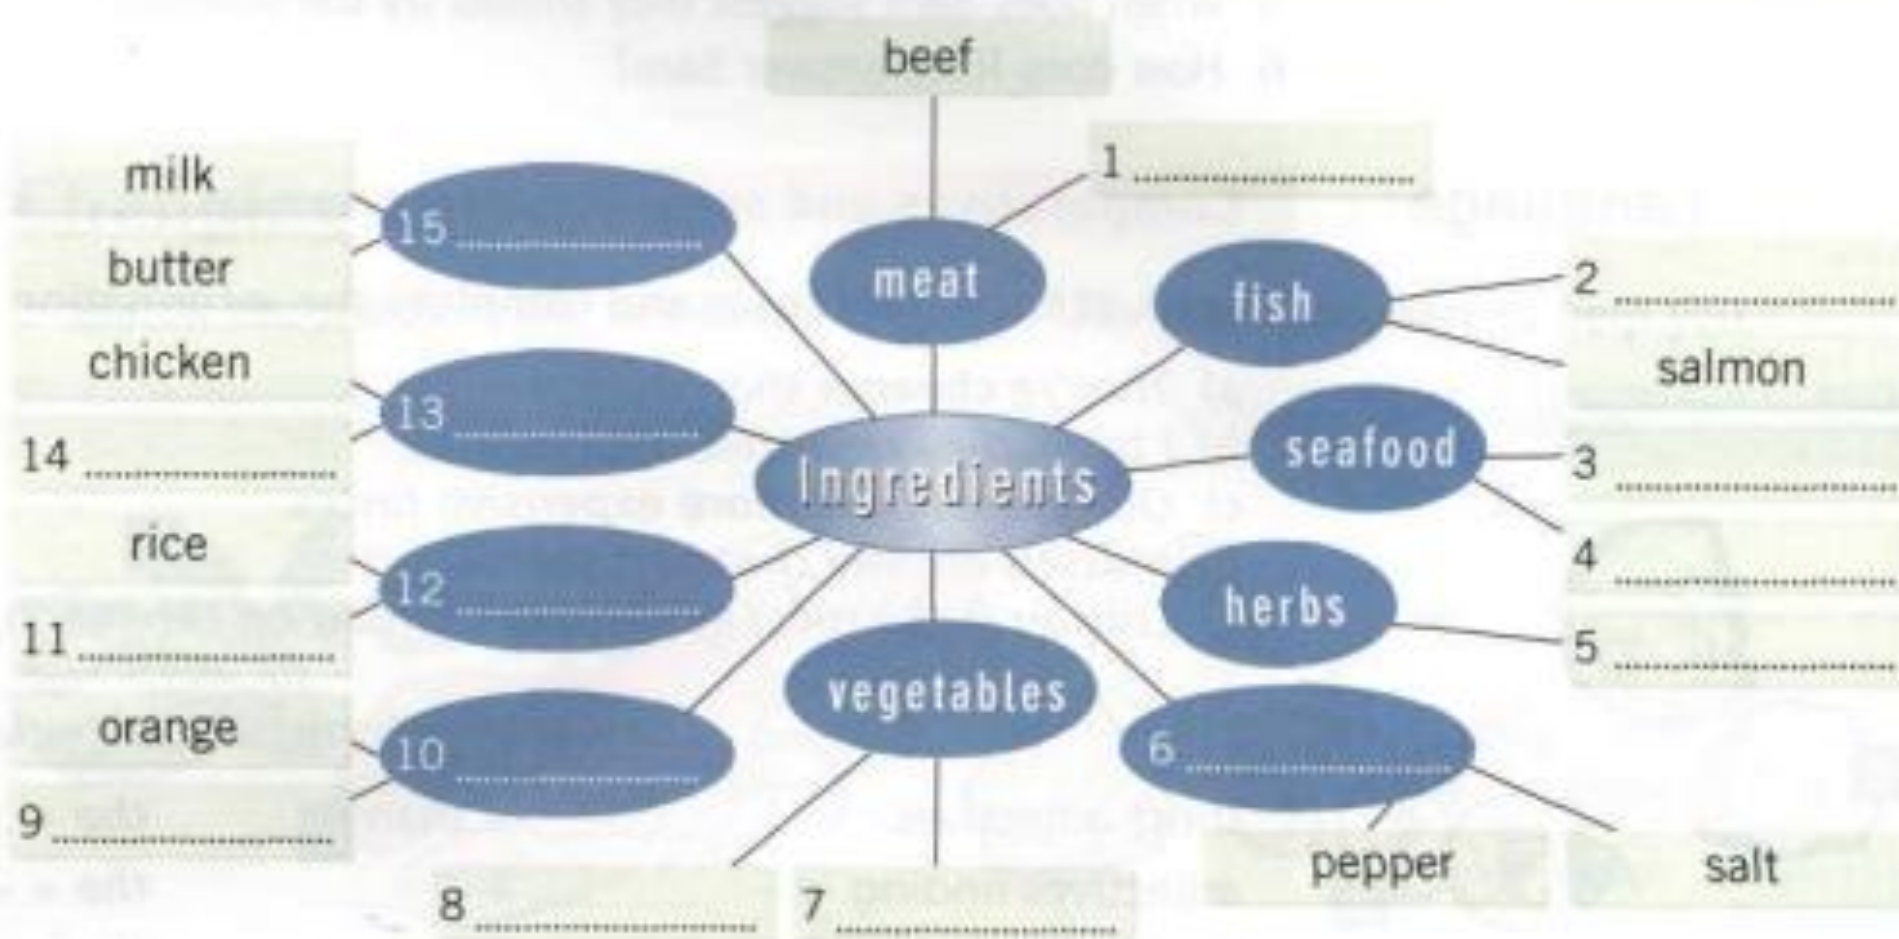 beef
1
milk
15
butter
meat
fish
2
salmon
chicken
13
14
Ingredients
seafood
3
4
rice
12
11
herbs
5
orange
10
9
vegetables
6
pepper
salt
8
7